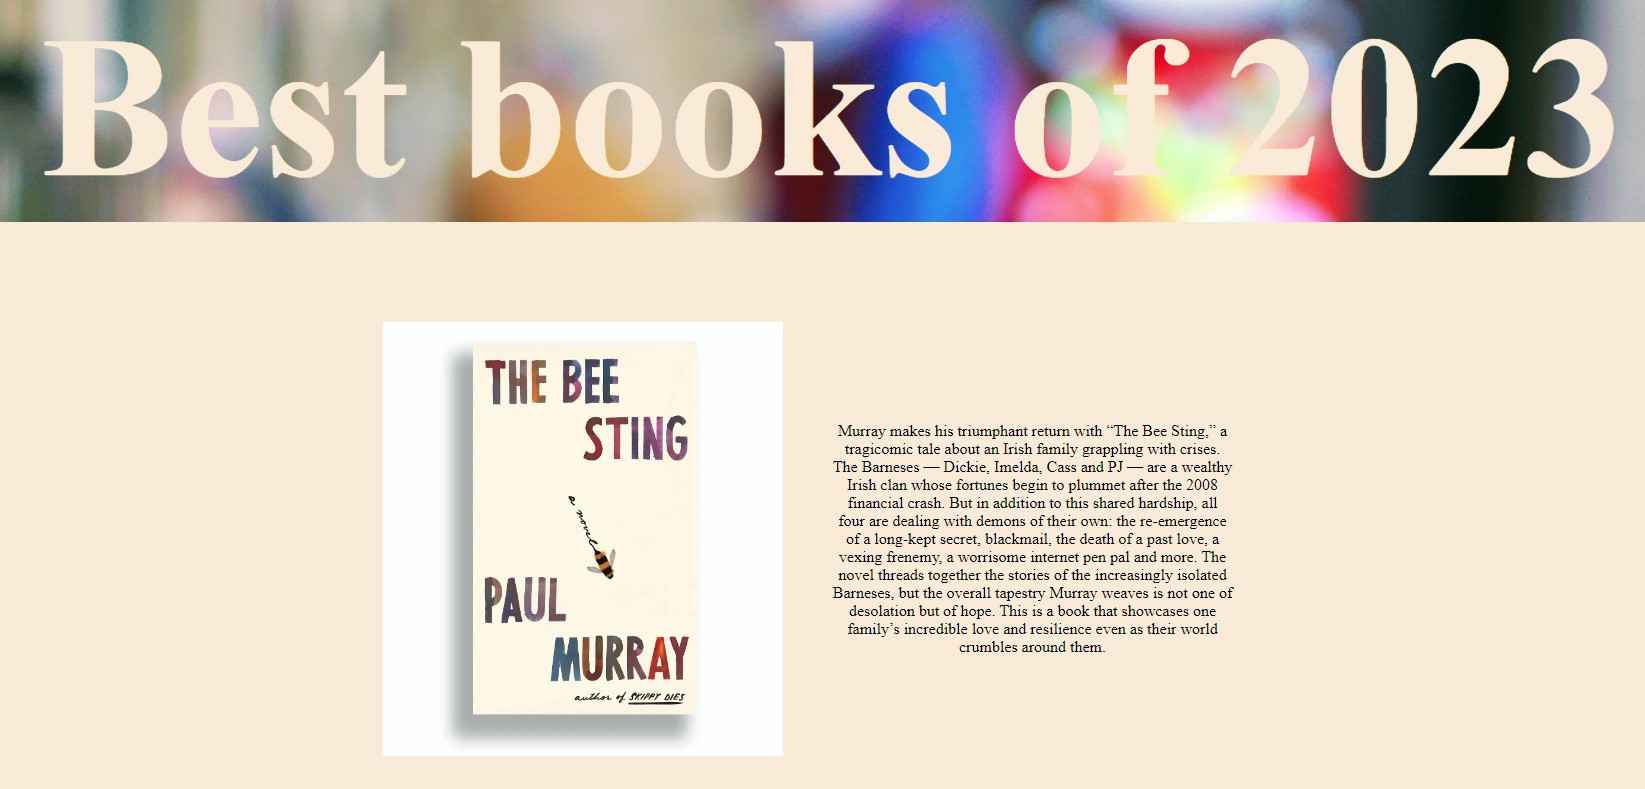 Best books of 2023
THE BEE
STING
a novel
PAUL
MURRAY
author of SKIPPY DIES
Murray makes his triumphant return with “The Bee Sting,” a
tragicomic tale about an Irish family grappling with crises.
The Barneses — Dickie, Imelda, Cass and PJ — are a wealthy
Irish clan whose fortunes begin to plummet after the 2008
financial crash. But in addition to this shared hardship, all
four are dealing with demons of their own: the re-emergence
of a long-kept secret, blackmail, the death of a past love, a
vexing frenemy, a worrisome internet pen pal and more. The
novel threads together the stories of the increasingly isolated
Barneses, but the overall tapestry Murray weaves is not one of
desolation but of hope. This is a book that showcases one
family’s incredible love and resilience even as their world
crumbles around them.